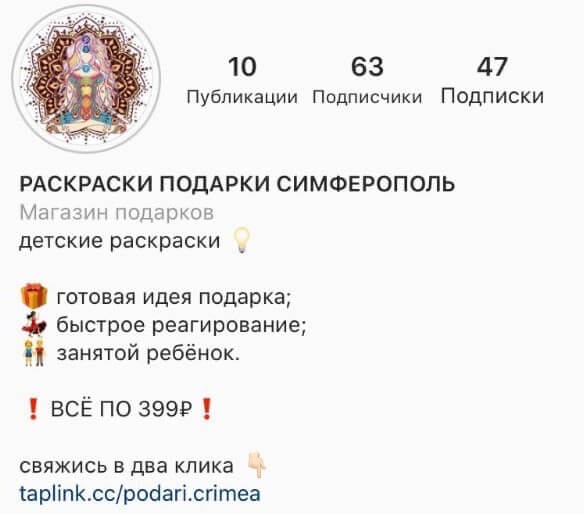 10 63 47
Публикации Подписчики Подписки
РАСКРАСКИ ПОДАРКИ СИМФЕРОПОЛЬ
Магазин подарков
детские раскраски 💡
🎁 готовая идея подарка;
💃 быстрое реагирование;
👫 занятой ребёнок.
❗ ВСЁ ПО 399₽ ❗
свяжись в два клика 👇🏻
taplink.cc/podari.crimea